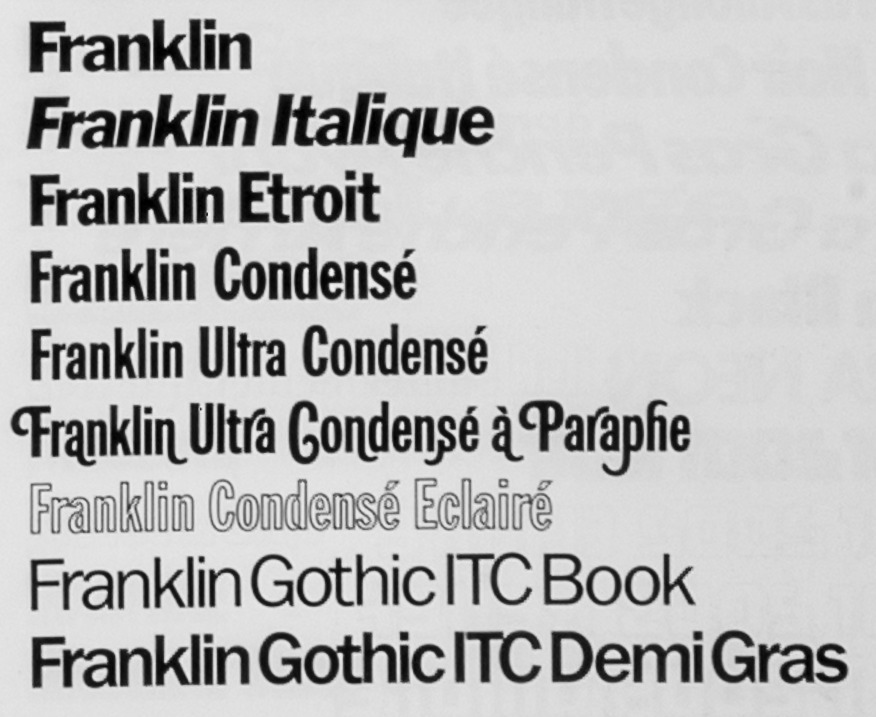 Franklin
Franklin Italique
Franklin Etroit
Franklin Condensé
Franklin Ultra Condensé
Franklin Ultra Condensé à Paraphe
Franklin Condensé Eclairé
Franklin Gothic ITC Book
Franklin Gothic ITC Demi Gras